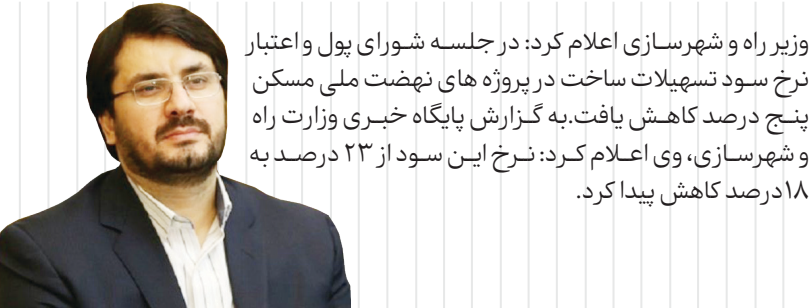 وزیر راه و شهرسازی اعلام کرد: در جلسه شورای پول و اعتبار
نرخ سود تسهیلات ساخت در پروژه های نهضت ملی مسکن
پنج درصد کاهش یافت.به گزارش پایگاه خبری وزارت راه
و شهرسازی، وی اعلام کرد: نرخ این سود از ۲۳ درصد به
۱۸درصد کاهش پیدا کرد.